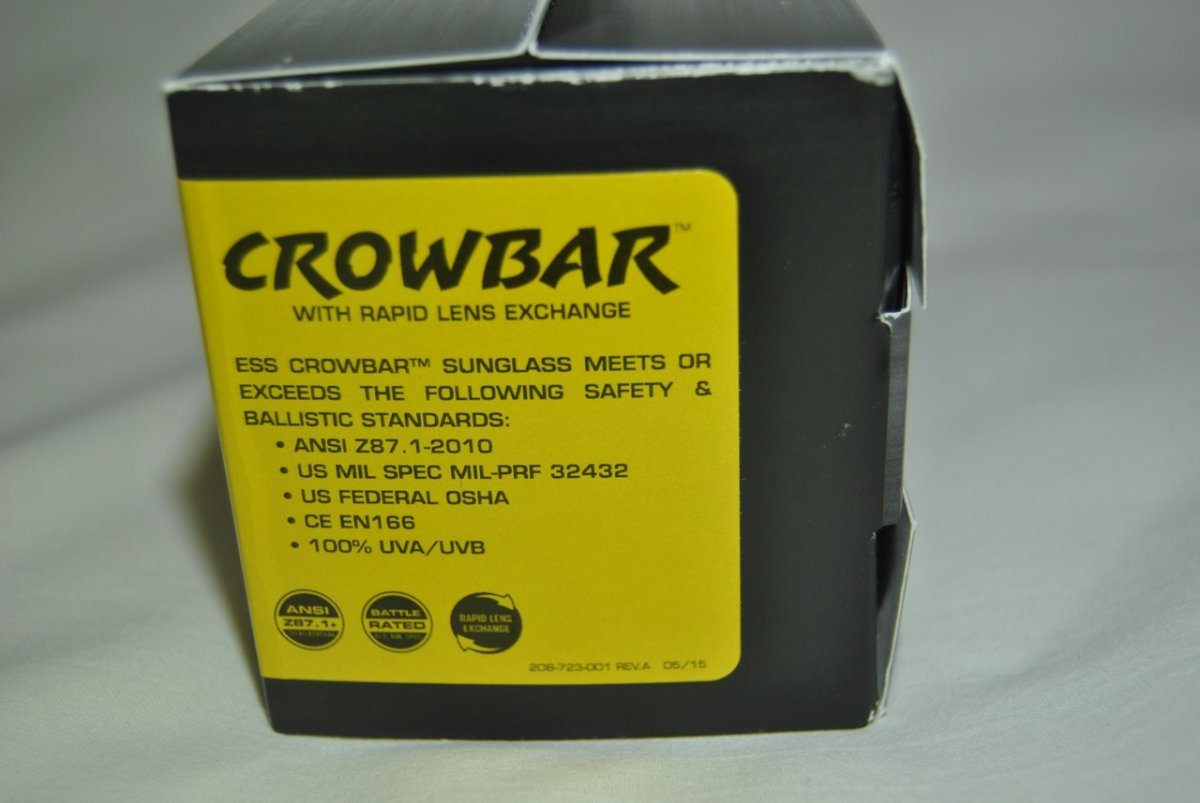 CROWBAR™
WITH RAPID LENS EXCHANGE
ESS CROWBAR™ SUNGLASS MEETS OR
EXCEEDS THE FOLLOWING SAFETY &
BALLISTIC STANDARDS:
• ANSI Z87.1-2010
• US MIL SPEC MIL-PRF 32432
• US FEDERAL OSHA
• CE EN166
• 100% UVA/UVB
ANSI
Z87.1+
BATTLE
RATED
RAPID LENS
EXCHANGE
208-723-001 REV.A 05/15